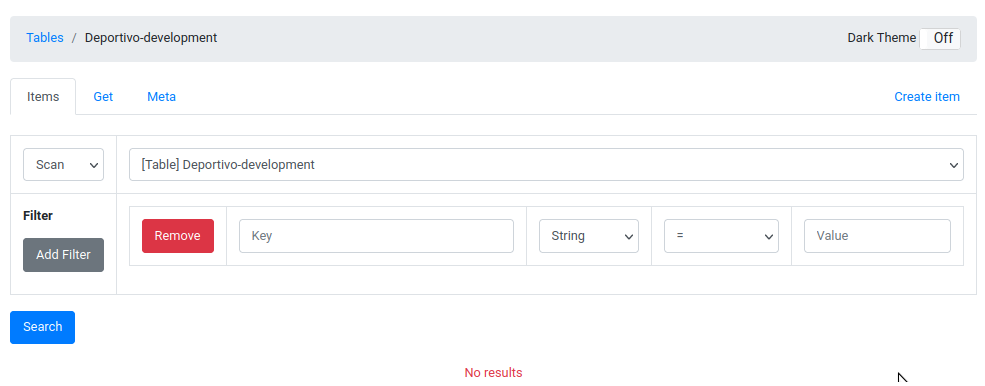 Tables / Deportivo-development
Dark Theme Off
Items Get Meta Create item
Scan [Table] Deportivo-development
Filter
Add Filter
Remove Key String = Value
Search
No results